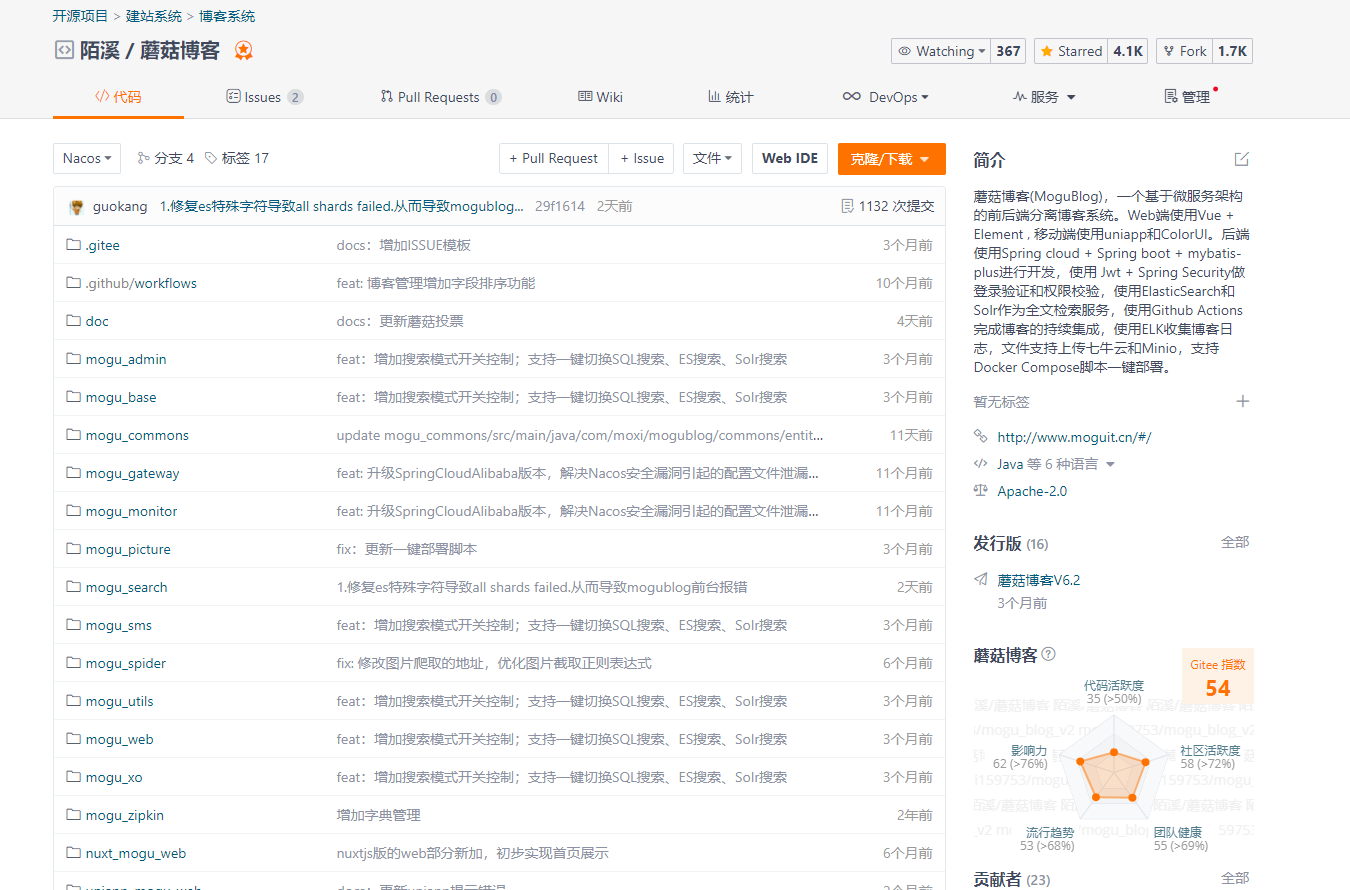 开源项目 > 建站系统 > 博客系统
陌溪 / 蘑菇博客
Watching 367 Starred 4.1K Fork 1.7K
代码 Issues 2 Pull Requests 0 Wiki 统计 DevOps 服务 管理
Nacos 分支 4 标签 17 + Pull Request + Issue 文件 Web IDE 克隆/下载
guokang 1.修复es特殊字符导致all shards failed.从而导致mogublog... 29f1614 2天前 1132 次提交
.gitee docs：增加ISSUE模板 3个月前
.github/workflows feat: 博客管理增加字段排序功能 10个月前
doc docs：更新蘑菇投票 4天前
mogu_admin feat：增加搜索模式开关控制；支持一键切换SQL搜索、ES搜索、Solr搜索 3个月前
mogu_base feat：增加搜索模式开关控制；支持一键切换SQL搜索、ES搜索、Solr搜索 3个月前
mogu_commons update mogu_commons/src/main/java/com/moxi/mogublog/commons/entit... 11天前
mogu_gateway feat: 升级SpringCloudAlibaba版本，解决Nacos安全漏洞引起的配置文件泄漏... 11个月前
mogu_monitor feat: 升级SpringCloudAlibaba版本，解决Nacos安全漏洞引起的配置文件泄漏... 11个月前
mogu_picture fix：更新一键部署脚本 3个月前
mogu_search 1.修复es特殊字符导致all shards failed.从而导致mogublog前台报错 2天前
mogu_sms feat：增加搜索模式开关控制；支持一键切换SQL搜索、ES搜索、Solr搜索 3个月前
mogu_spider fix: 修改图片爬取的地址，优化图片截取正则表达式 6个月前
mogu_utils feat：增加搜索模式开关控制；支持一键切换SQL搜索、ES搜索、Solr搜索 3个月前
mogu_web feat：增加搜索模式开关控制；支持一键切换SQL搜索、ES搜索、Solr搜索 3个月前
mogu_xo feat：增加搜索模式开关控制；支持一键切换SQL搜索、ES搜索、Solr搜索 3个月前
mogu_zipkin 增加字典管理 2年前
nuxt_mogu_web nuxtjs版的web部分新加，初步实现首页展示 6个月前
简介
蘑菇博客(MoguBlog)，一个基于微服务架构
的前后端分离博客系统。Web端使用Vue +
Element , 移动端使用uniapp和ColorUI。后端
使用Spring cloud + Spring boot + mybatis-
plus进行开发，使用 Jwt + Spring Security做
登录验证和权限校验，使用ElasticSearch和
Solr作为全文检索服务，使用Github Actions
完成博客的持续集成，使用ELK收集博客日
志，文件支持上传七牛云和Minio，支持
Docker Compose脚本一键部署。
暂无标签
http://www.moguit.cn/#/
Java 等 6 种语言
Apache-2.0
发行版 (16) 全部
蘑菇博客V6.2
3个月前
蘑菇博客
Gitee 指数
54
代码活跃度
35 (>50%)
影响力
62 (>76%)
社区活跃度
58 (>72%)
流行趋势
53 (>68%)
团队健康
55 (>69%)
贡献者 (23) 全部